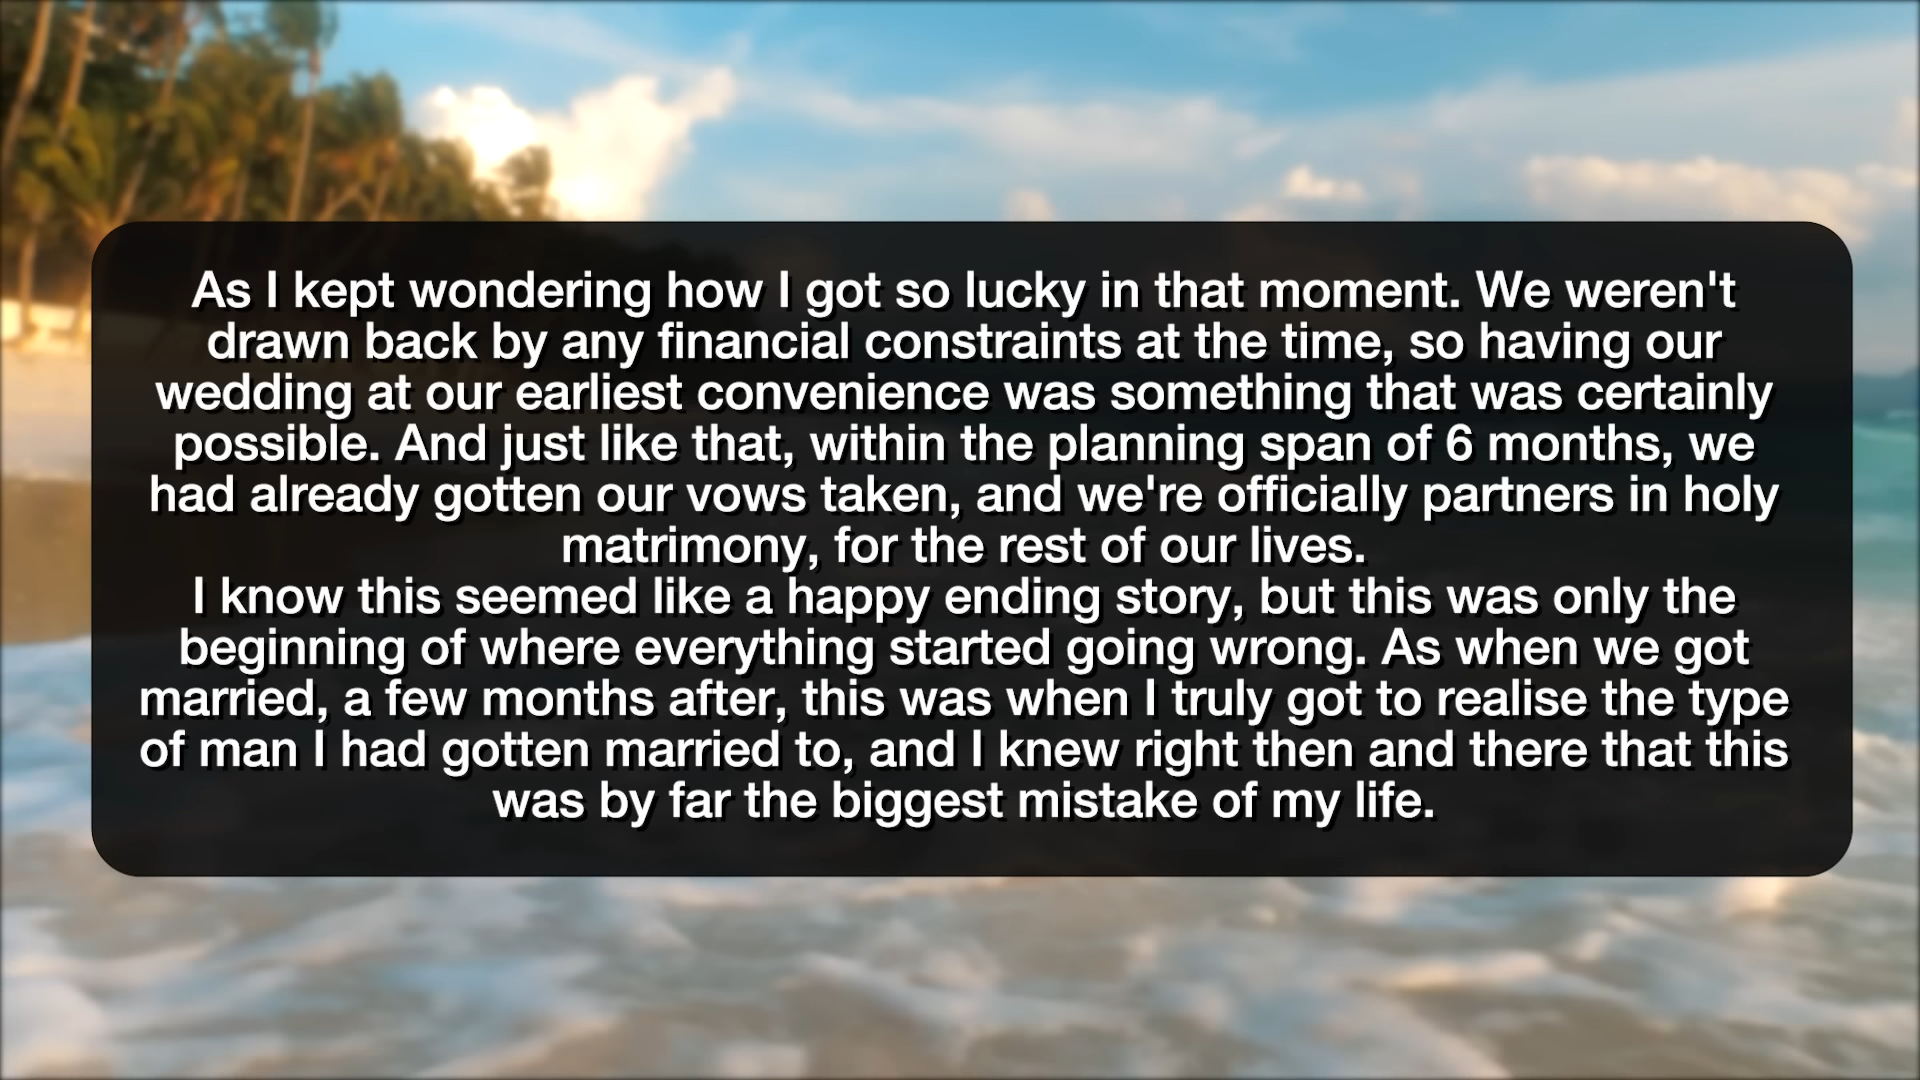 As I kept wondering how I got so lucky in that moment. We weren't
drawn back by any financial constraints at the time, so having our
wedding at our earliest convenience was something that was certainly
possible. And just like that, within the planning span of 6 months, we
had already gotten our vows taken, and we're officially partners in holy
matrimony, for the rest of our lives.
I know this seemed like a happy ending story, but this was only the
beginning of where everything started going wrong. As when we got
married, a few months after, this was when I truly got to realise the type
of man I had gotten married to, and I knew right then and there that this
was by far the biggest mistake of my life.